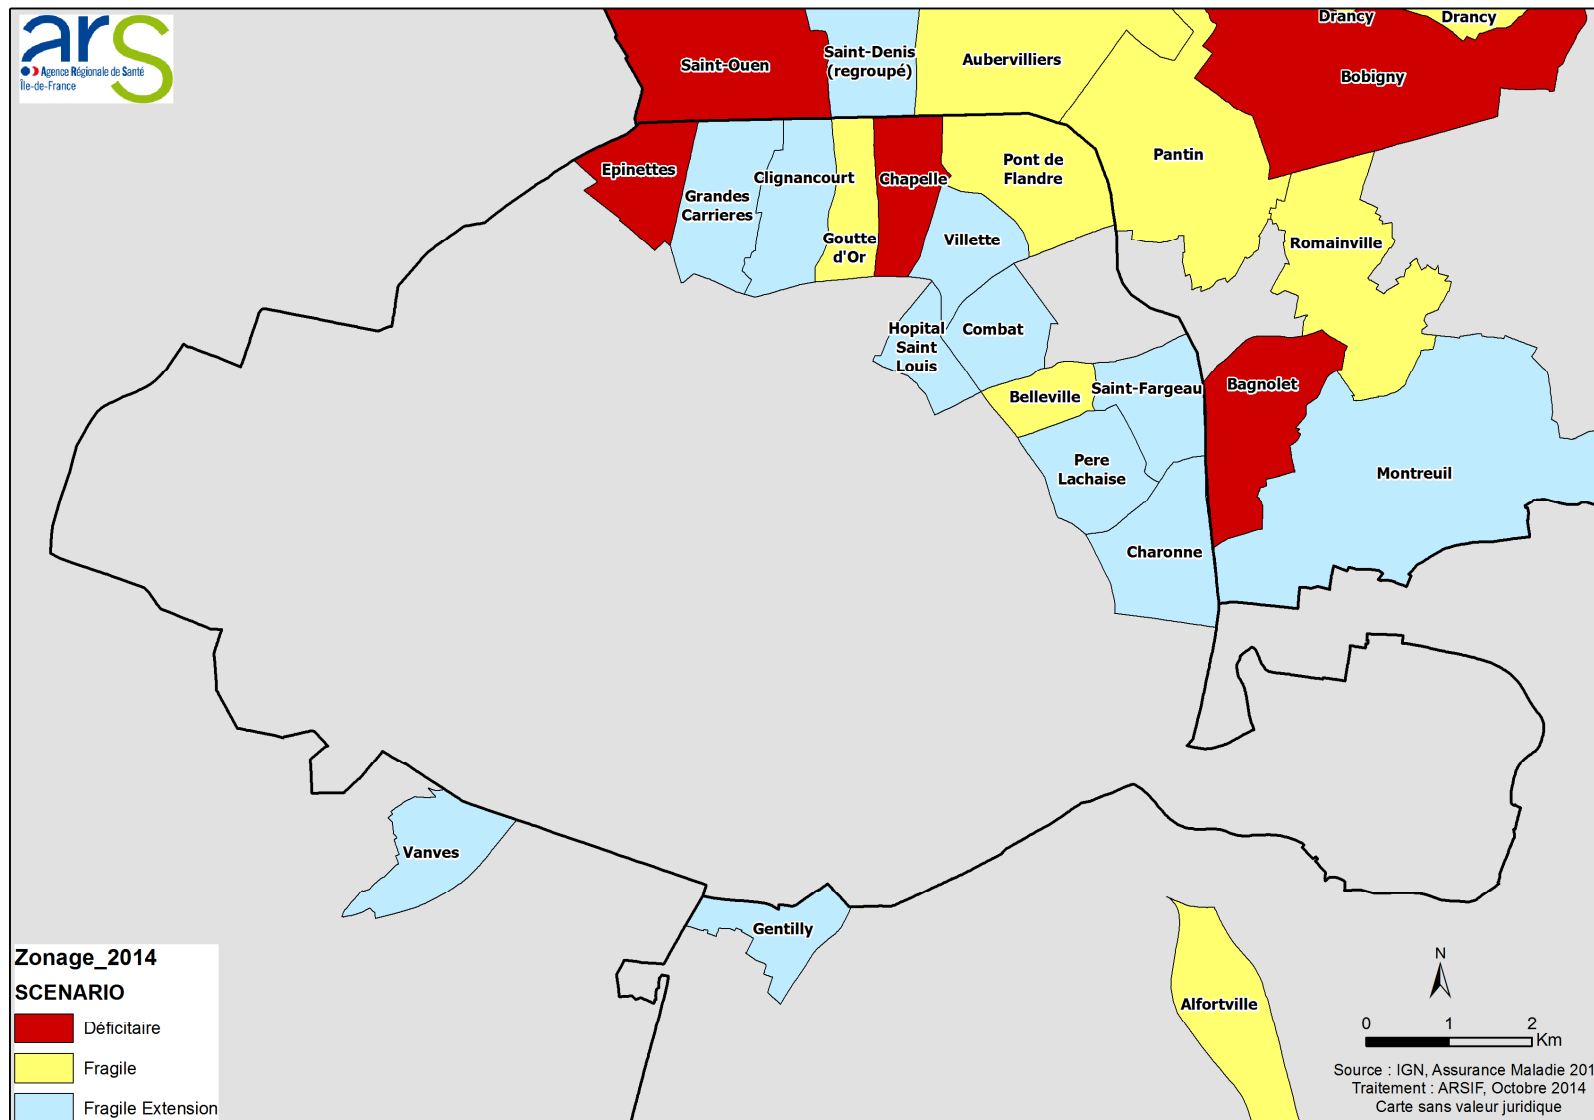 ars
Agence Régionale de Santé
Île-de-France
Drancy
Drancy
Saint-Ouen
Saint-Denis
(regroupé)
Aubervilliers
Bobigny
Pantin
Epinettes
Grandes
Carrieres
Clignancourt
Goutte
d'Or
Chapelle
Pont de
Flandre
Villette
Romainville
Hopital
Saint
Louis
Combat
Belleville
Saint-Fargeau
Bagnolet
Pere
Lachaise
Montreuil
Charonne
Vanves
Gentilly
Alfortville
Zonage_2014
SCENARIO
Déficitaire
Fragile
Fragile Extension
N
0 1 2
Km
Source : IGN, Assurance Maladie 201
Traitement : ARSIF, Octobre 2014
Carte sans valeur juridique